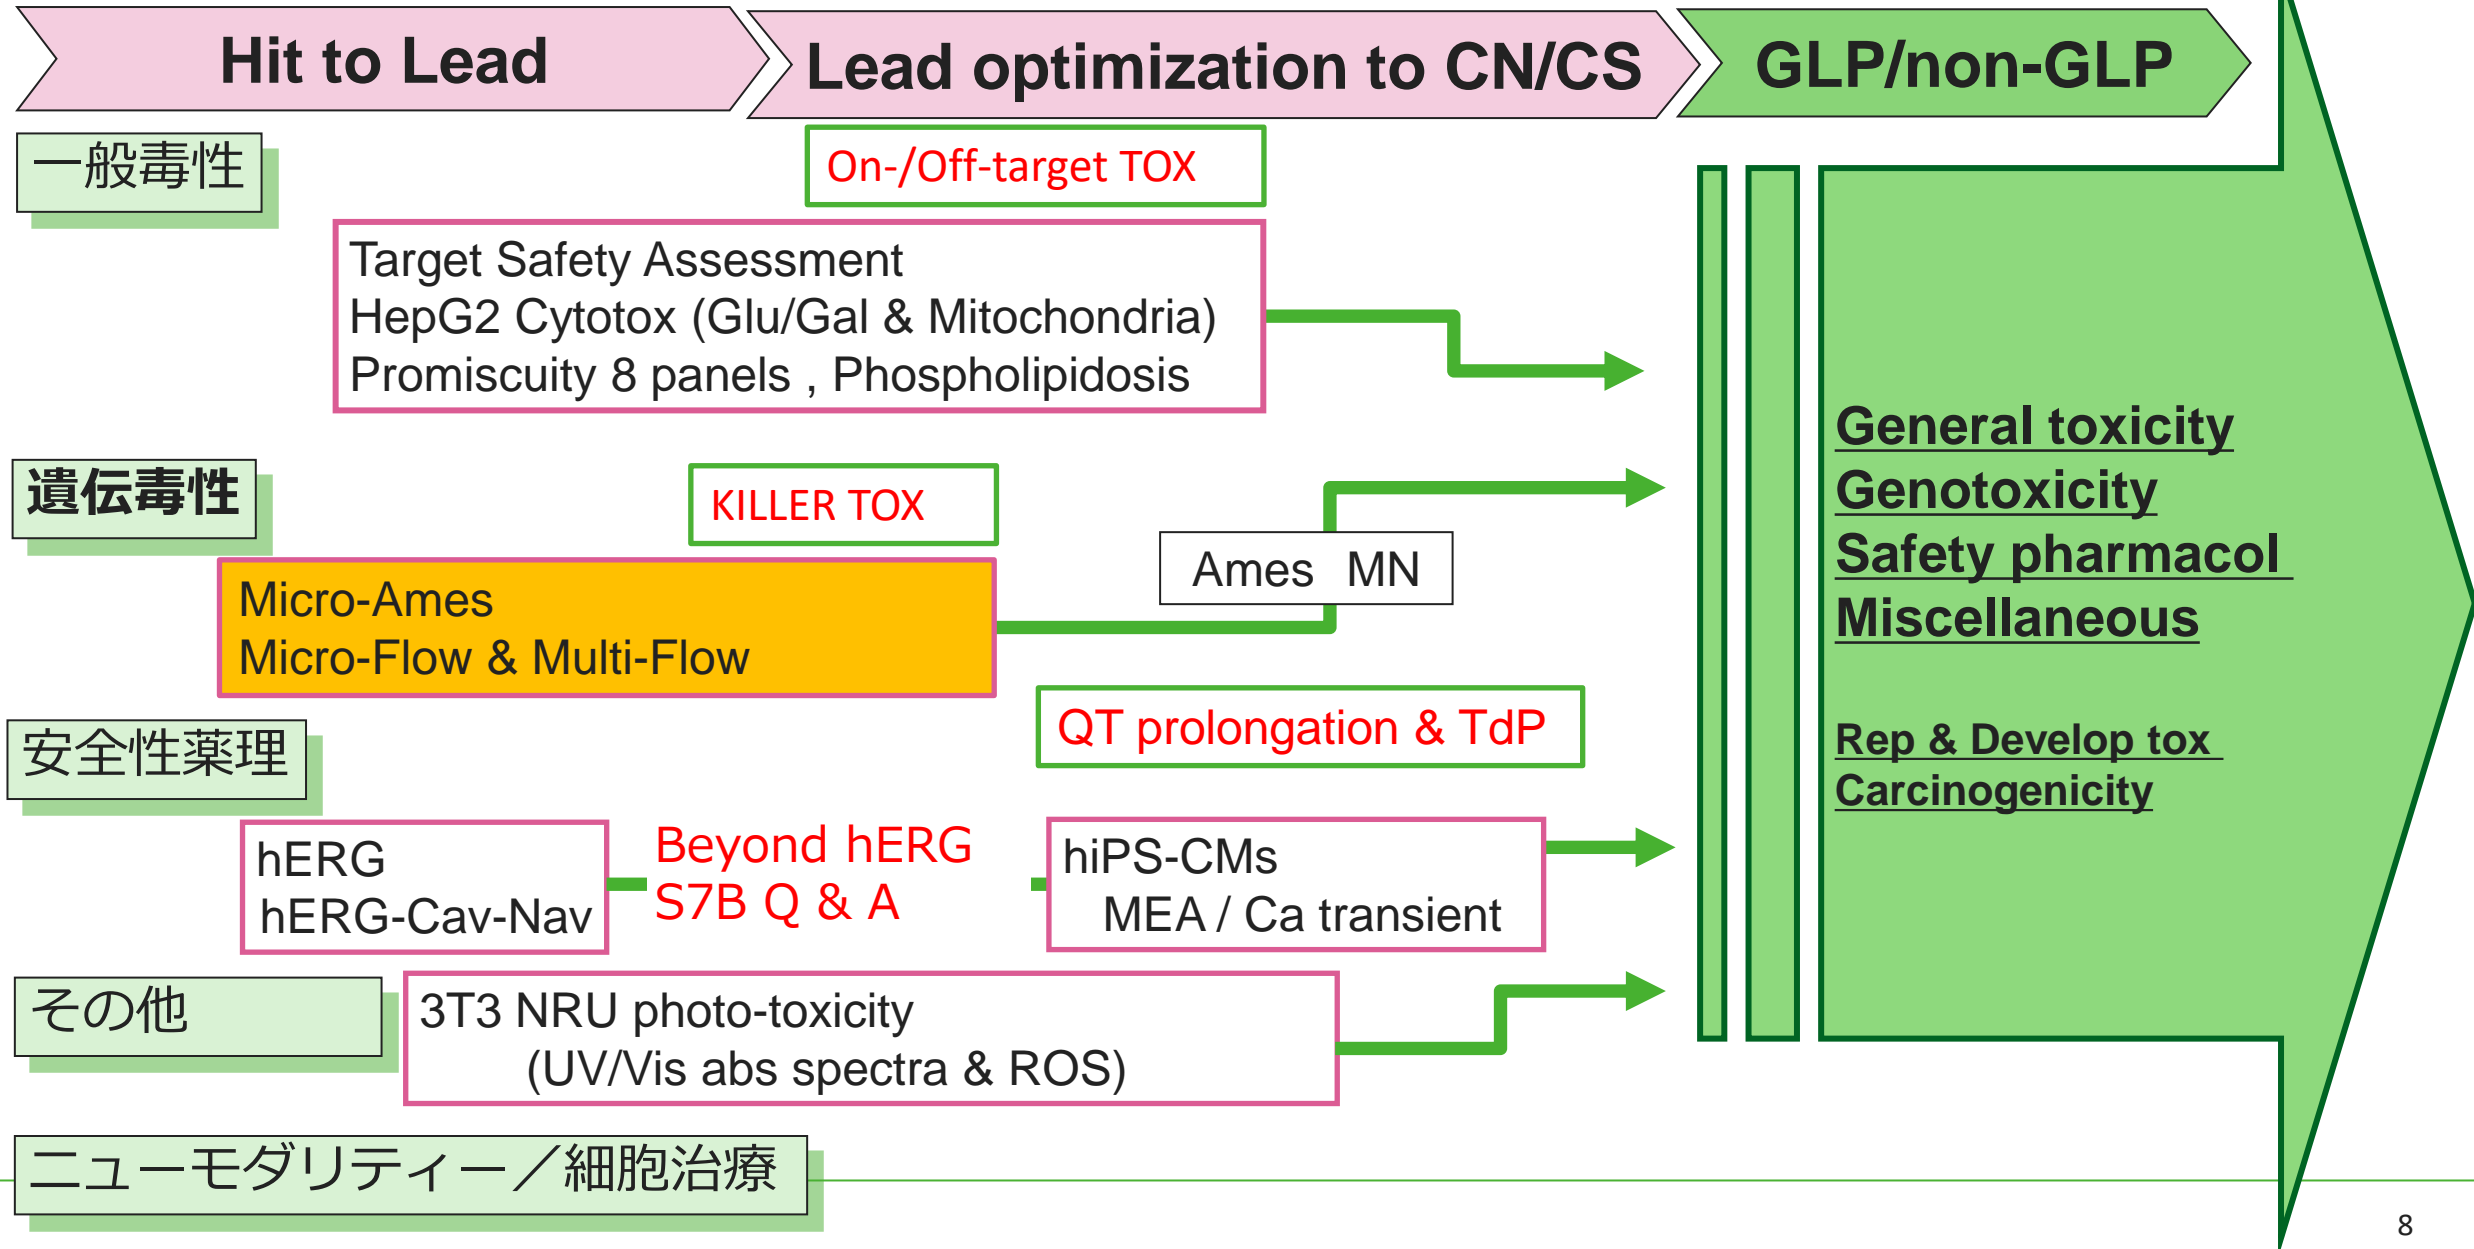 Hit to Lead
Lead optimization to CN/CS
GLP/non-GLP
一般毒性
On-/Off-target TOX
Target Safety Assessment
HepG2 Cytotox (Glu/Gal & Mitochondria)
Promiscuity 8 panels , Phospholipidosis
遺伝毒性
KILLER TOX
Micro-Ames
Micro-Flow & Multi-Flow
Ames MN
安全性薬理
QT prolongation & TdP
hERG
hERG-Cav-Nav
Beyond hERG
S7B Q & A
hiPS-CMs
MEA / Ca transient
その他
3T3 NRU photo-toxicity
(UV/Vis abs spectra & ROS)
ニューモダリティー／細胞治療
General toxicity
Genotoxicity
Safety pharmacol
Miscellaneous
Rep & Develop tox
Carcinogenicity
8